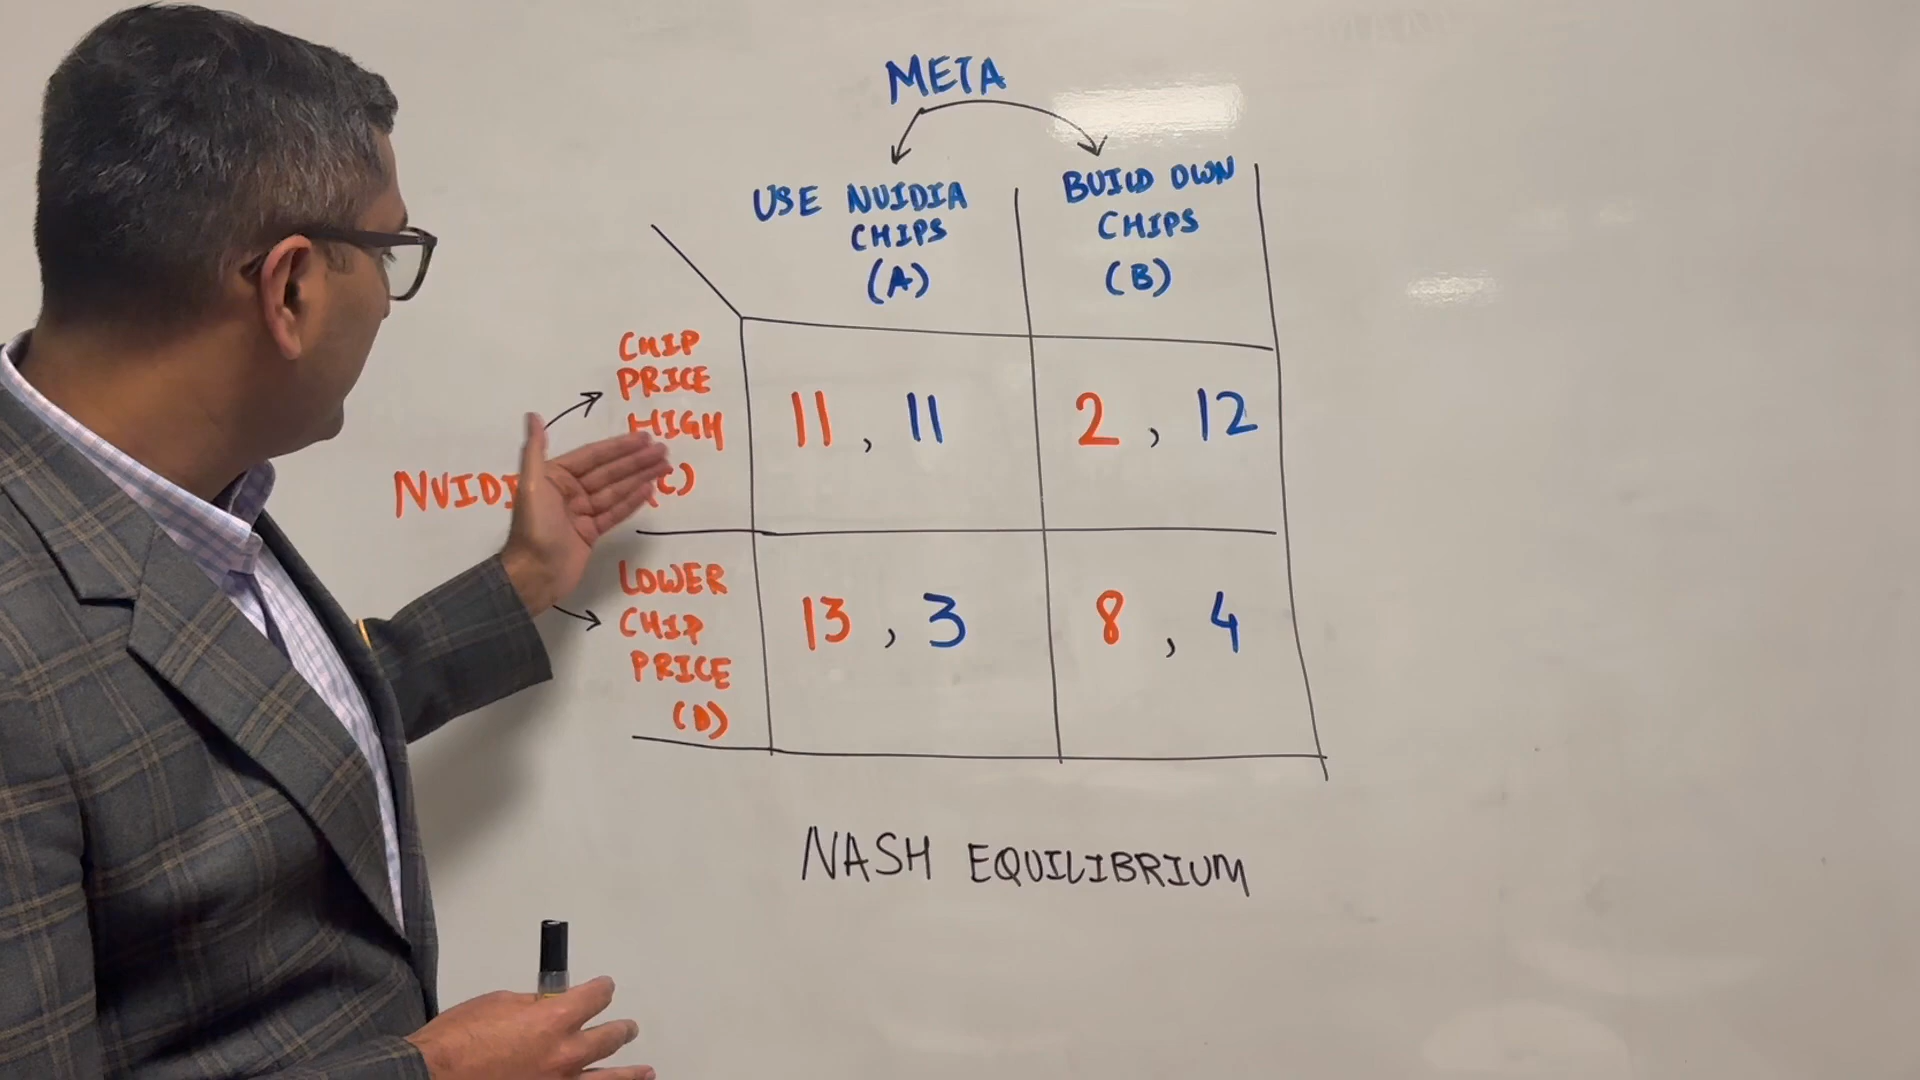 META
USE NVIDIA
CHIPS
(A)
BUILD OWN
CHIPS
(B)
CHIP
PRICE
HIGH
(C)
11 , 11
2 , 12
LOWER
CHIP
PRICE
(D)
13 , 3
8 , 4
NASH EQUILIBRIUM